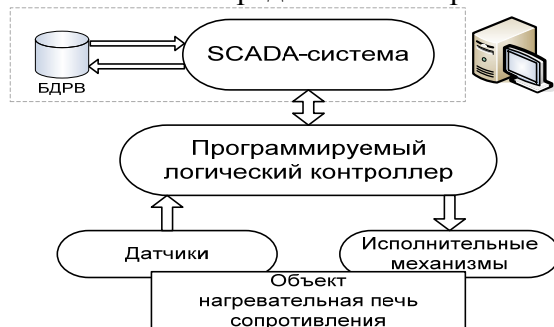 SCADA-система
БДРВ
Программируемый
логический контроллер
Датчики
Исполнительные
механизмы
Объект
нагревательная печь
сопротивления